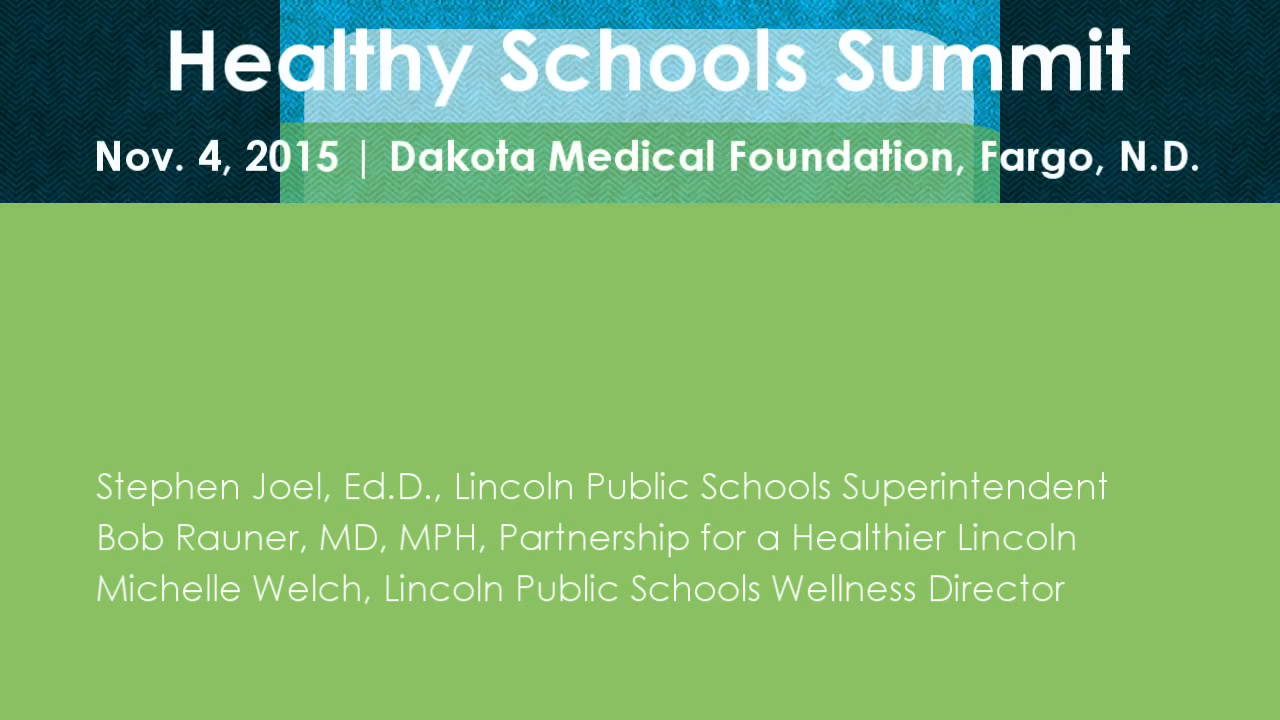 Healthy Schools Summit
Nov. 4, 2015 | Dakota Medical Foundation, Fargo, N.D.
Stephen Joel, Ed.D., Lincoln Public Schools Superintendent
Bob Rauner, MD, MPH, Partnership for a Healthier Lincoln
Michelle Welch, Lincoln Public Schools Wellness Director